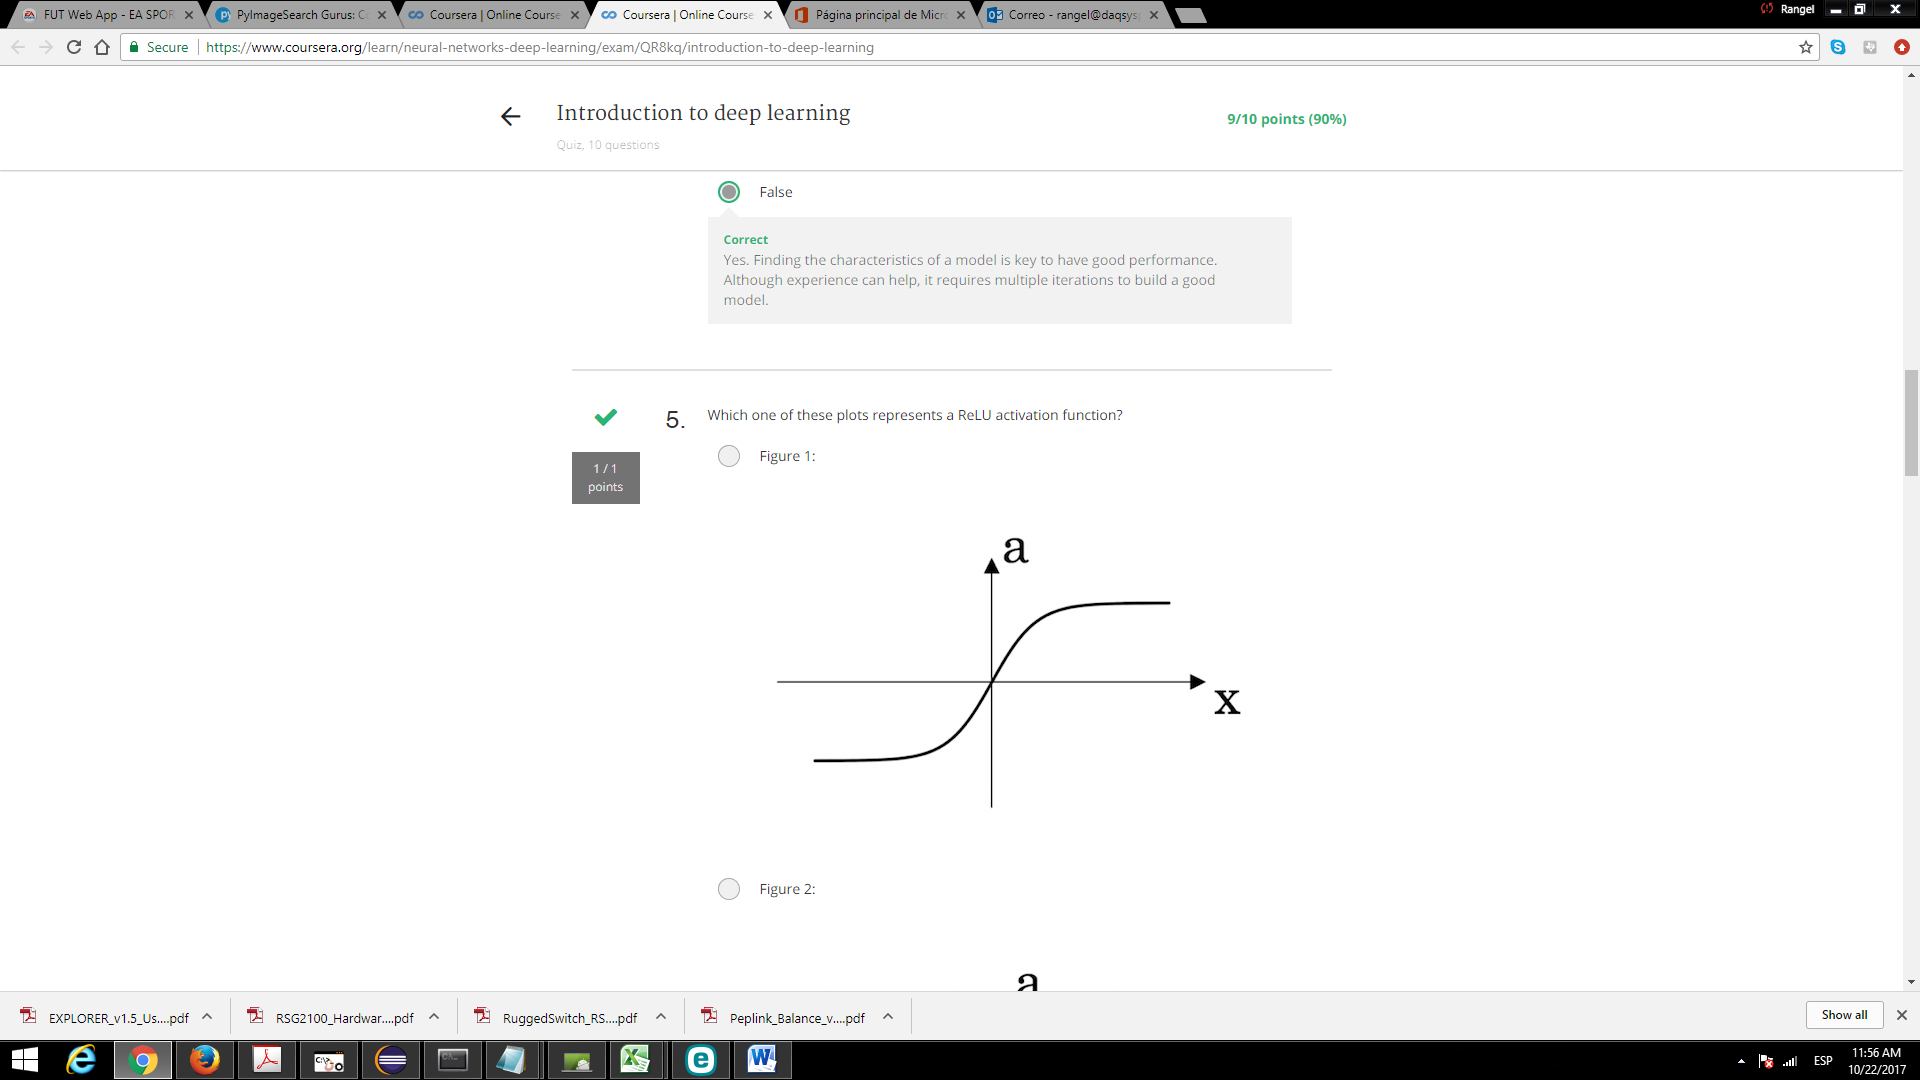 FUT Web App - EA SPOR
PyImageSearch Gurus: Co
Coursera | Online Course
Coursera | Online Course
Página principal de Micro
Correo - rangel@daqsys
Rangel
Secure
https://www.coursera.org/learn/neural-networks-deep-learning/exam/QR8kq/introduction-to-deep-learning
Introduction to deep learning
9/10 points (90%)
Quiz, 10 questions
False
Correct
Yes. Finding the characteristics of a model is key to have good performance.
Although experience can help, it requires multiple iterations to build a good
model.
5.
Which one of these plots represents a ReLU activation function?
1 / 1
points
Figure 1:
a
x
Figure 2:
a
EXPLORER_v1.5_Us....pdf
RSG2100_Hardwar....pdf
RuggedSwitch_RS....pdf
Peplink_Balance_v....pdf
Show all
ESP
11:56 AM
10/22/2017